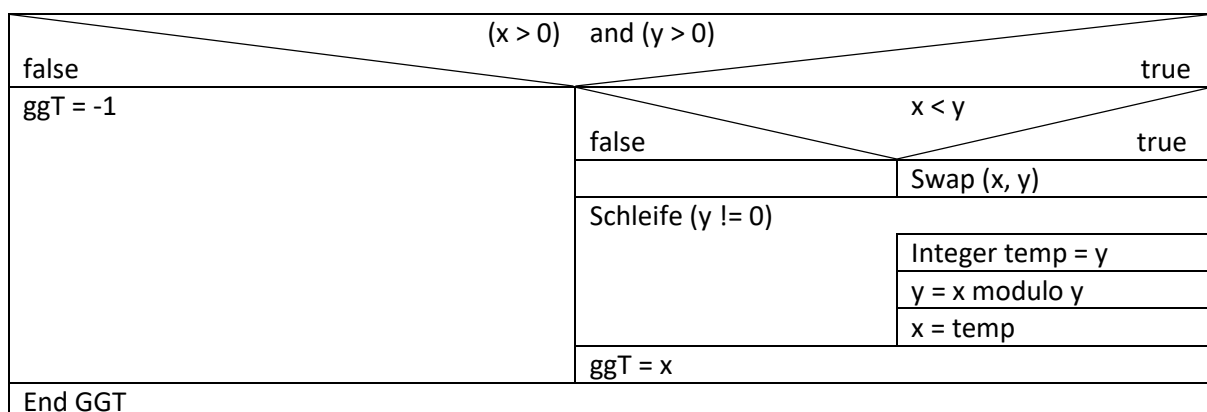 (x > 0) and (y > 0)
false true
ggT = -1 x < y
false true
Swap (x, y)
Schleife (y != 0)
Integer temp = y
y = x modulo y
x = temp
ggT = x
End GGT